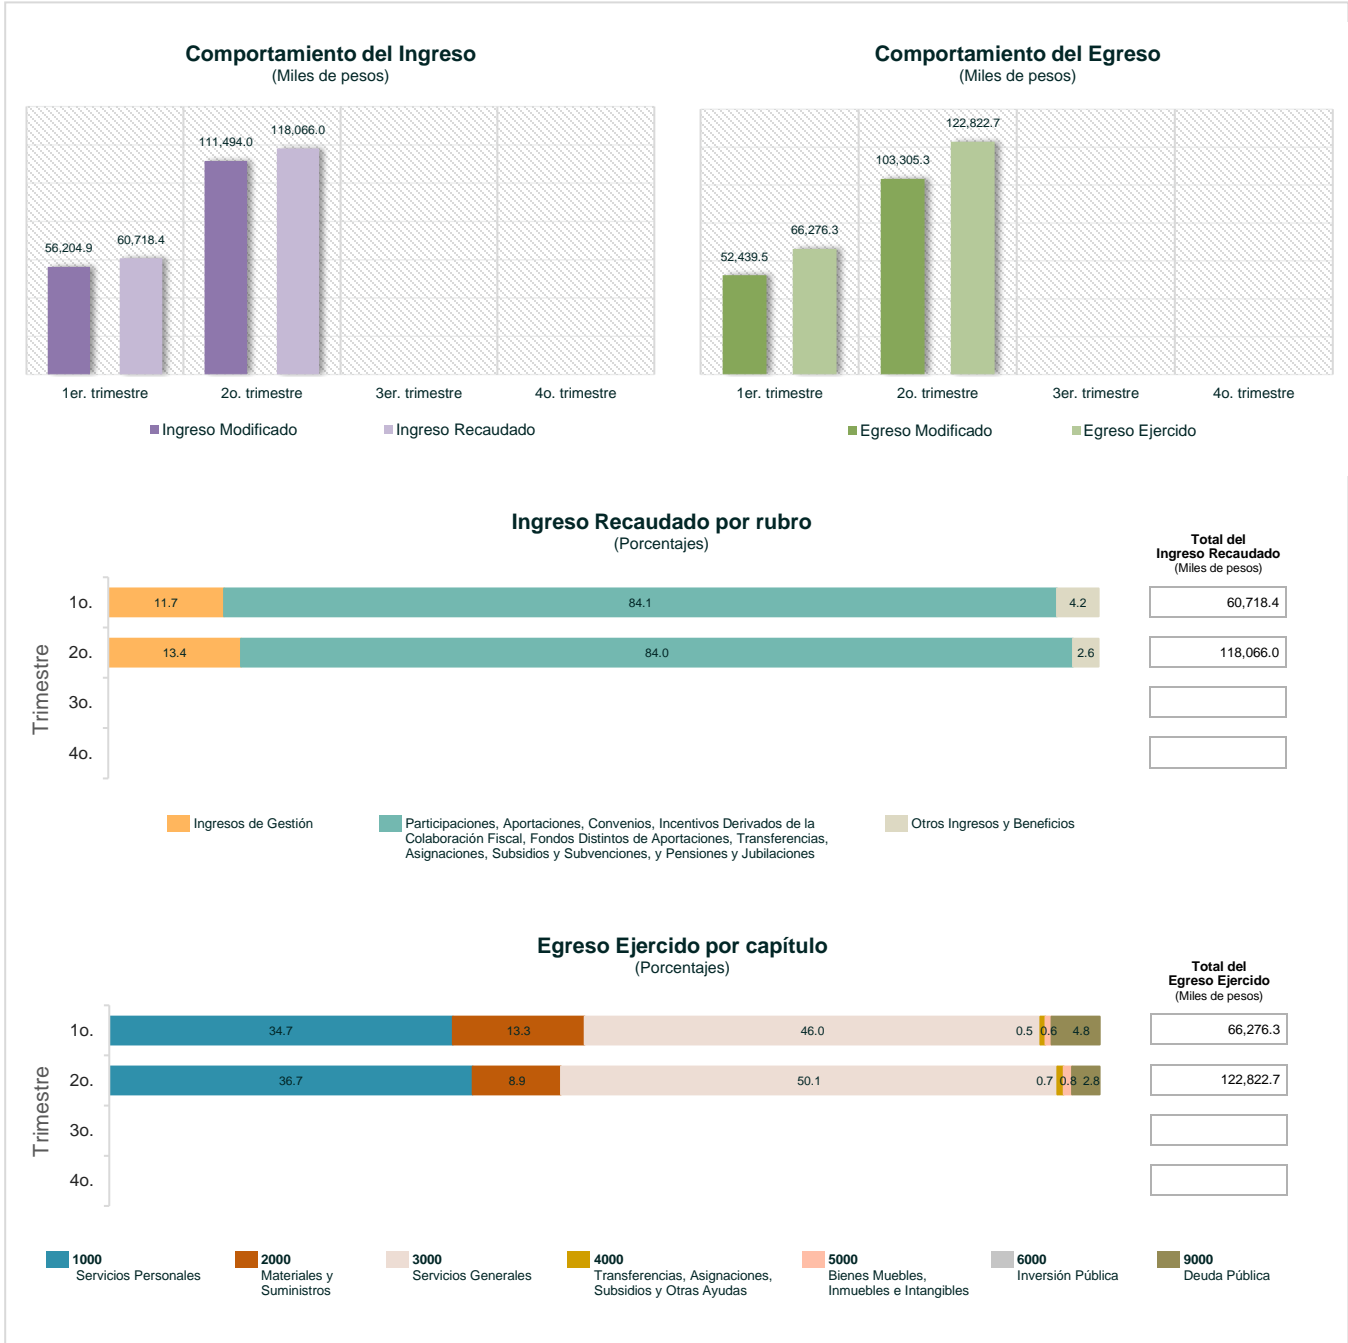 Comportamiento del Ingreso
(Miles de pesos)
56,204.9
60,718.4
111,494.0
118,066.0
1er. trimestre
2o. trimestre
3er. trimestre
4o. trimestre
Ingreso Modificado
Ingreso Recaudado
Comportamiento del Egreso
(Miles de pesos)
52,439.5
66,276.3
103,305.3
122,822.7
1er. trimestre
2o. trimestre
3er. trimestre
4o. trimestre
Egreso Modificado
Egreso Ejercido
Ingreso Recaudado por rubro
(Porcentajes)
Total del
Ingreso Recaudado
(Miles de pesos)
Trimestre
1o.
11.7
84.1
4.2
60,718.4
2o.
13.4
84.0
2.6
118,066.0
3o.
4o.
Ingresos de Gestión
Participaciones, Aportaciones, Convenios, Incentivos Derivados de la
Colaboración Fiscal, Fondos Distintos de Aportaciones, Transferencias,
Asignaciones, Subsidios y Subvenciones, y Pensiones y Jubilaciones
Otros Ingresos y Beneficios
Egreso Ejercido por capítulo
(Porcentajes)
Total del
Egreso Ejercido
(Miles de pesos)
Trimestre
1o.
34.7
13.3
46.0
0.5
0.6
4.8
66,276.3
2o.
36.7
8.9
50.1
0.7
0.8
2.8
122,822.7
3o.
4o.
1000
Servicios Personales
2000
Materiales y
Suministros
3000
Servicios Generales
4000
Transferencias, Asignaciones,
Subsidios y Otras Ayudas
5000
Bienes Muebles,
Inmuebles e Intangibles
6000
Inversión Pública
9000
Deuda Pública